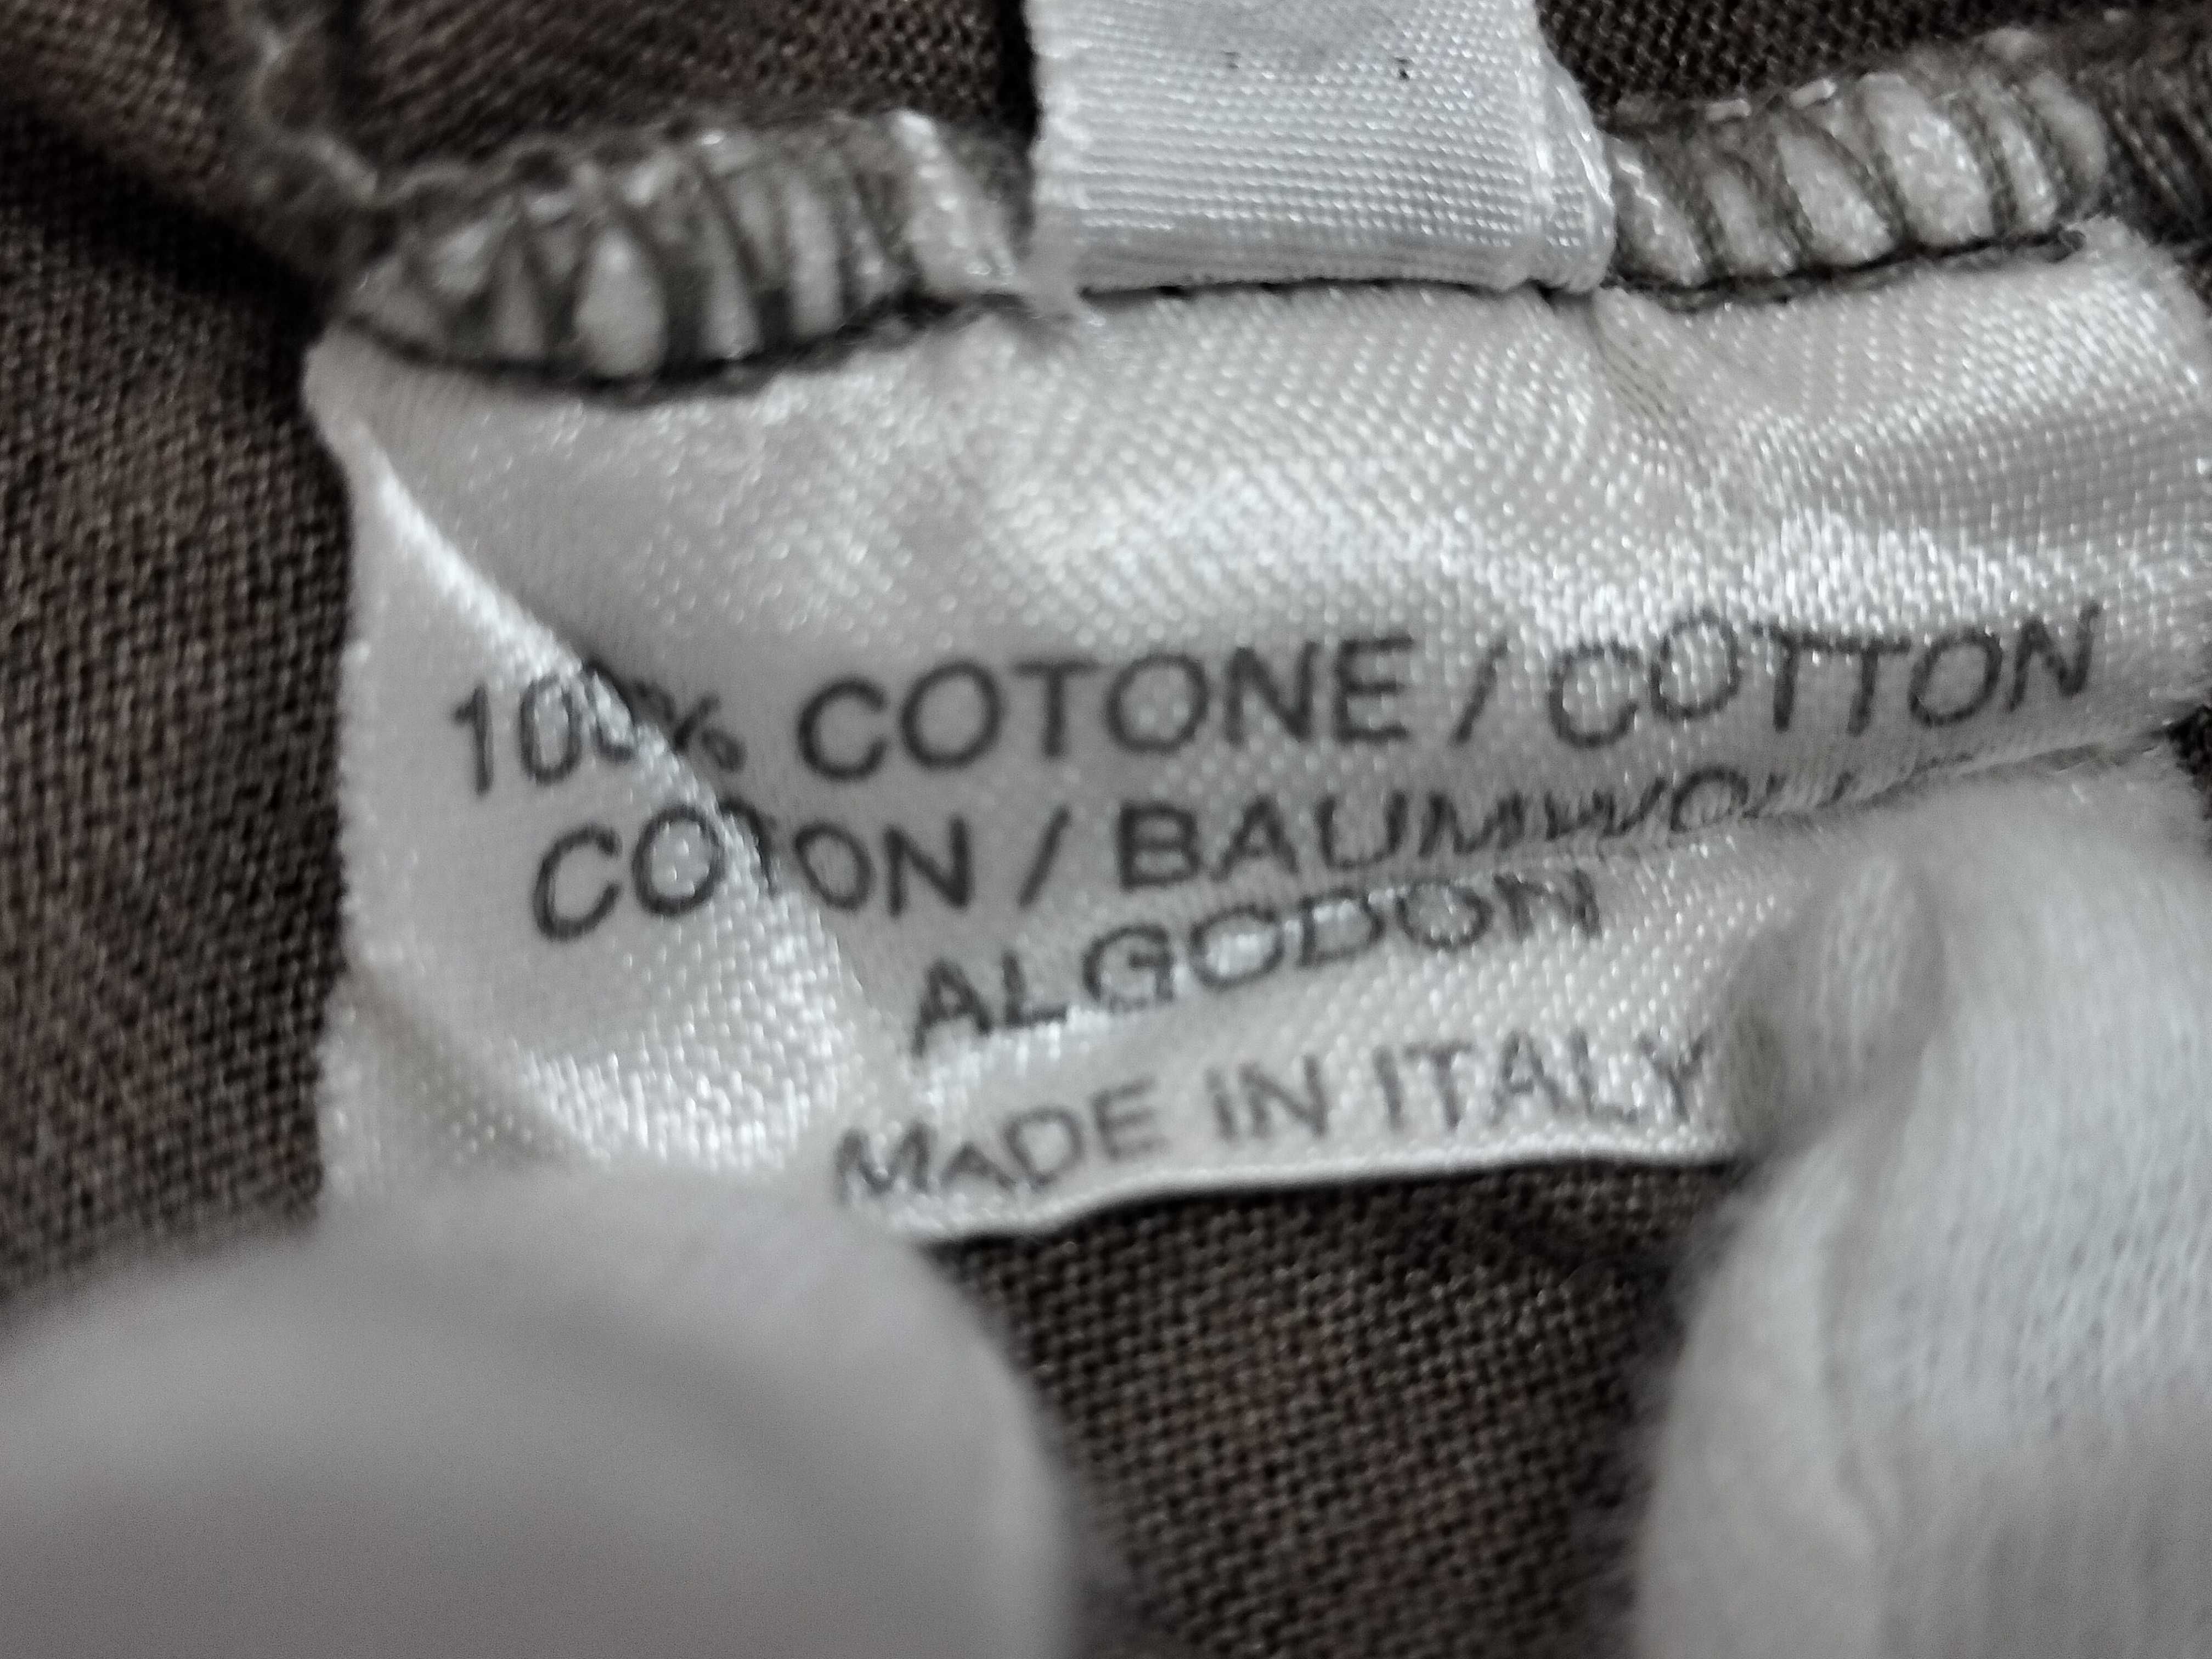 100% COTONE / COTTON
COTON / BAUMWOLL
ALGODON
MADE IN ITALY